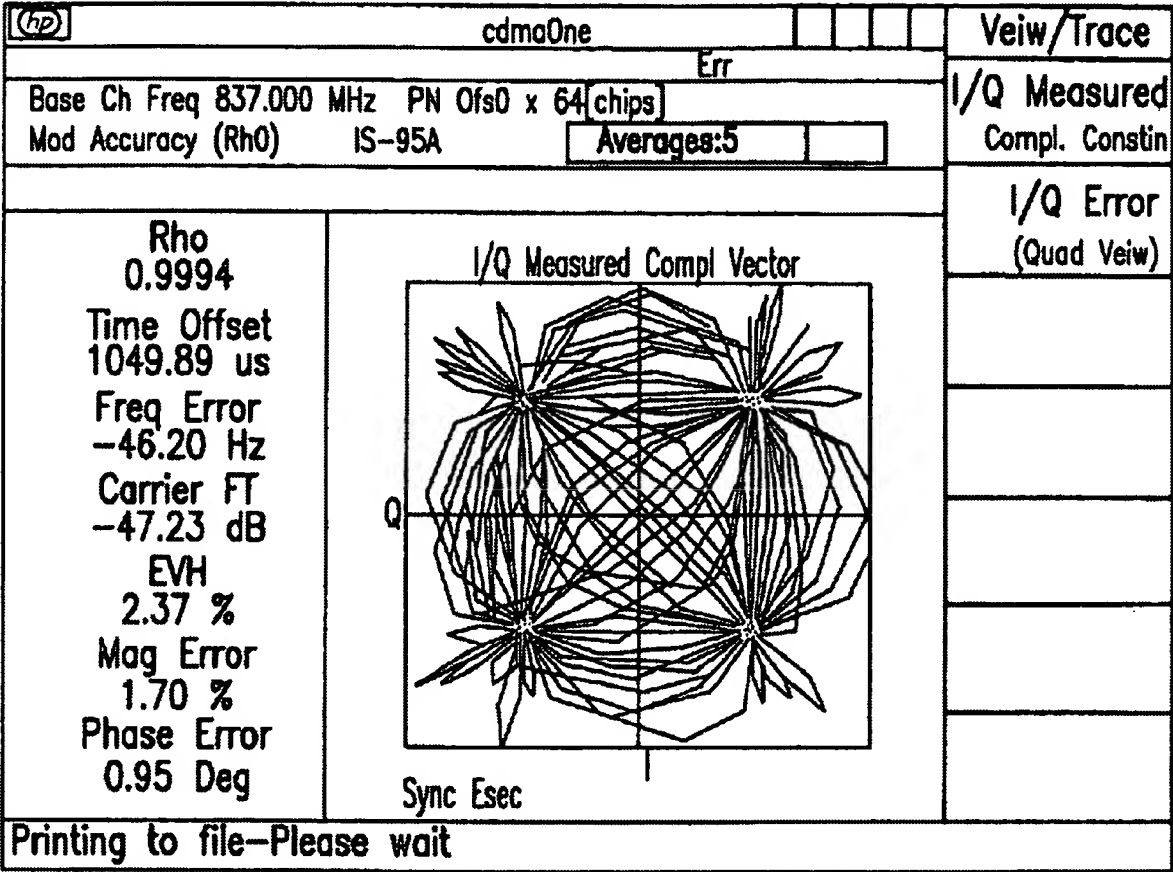 hp
cdmaOne
Err
Base Ch Freq 837.000 MHz PN Ofs0 x 64 [chips]
Mod Accuracy (Rh0) IS-95A Averages:5
Veiw/Trace
I/Q Measured
Compl. Constln
I/Q Error
(Quad Veiw)
Rho
0.9994
Time Offset
1049.89 us
Freq Error
-46.20 Hz
Carrier FT
-47.23 dB
EVH
2.37 %
Mag Error
1.70 %
Phase Error
0.95 Deg
I/Q Measured Compl Vector
Q
I
Sync Esec
Printing to file-Please wait